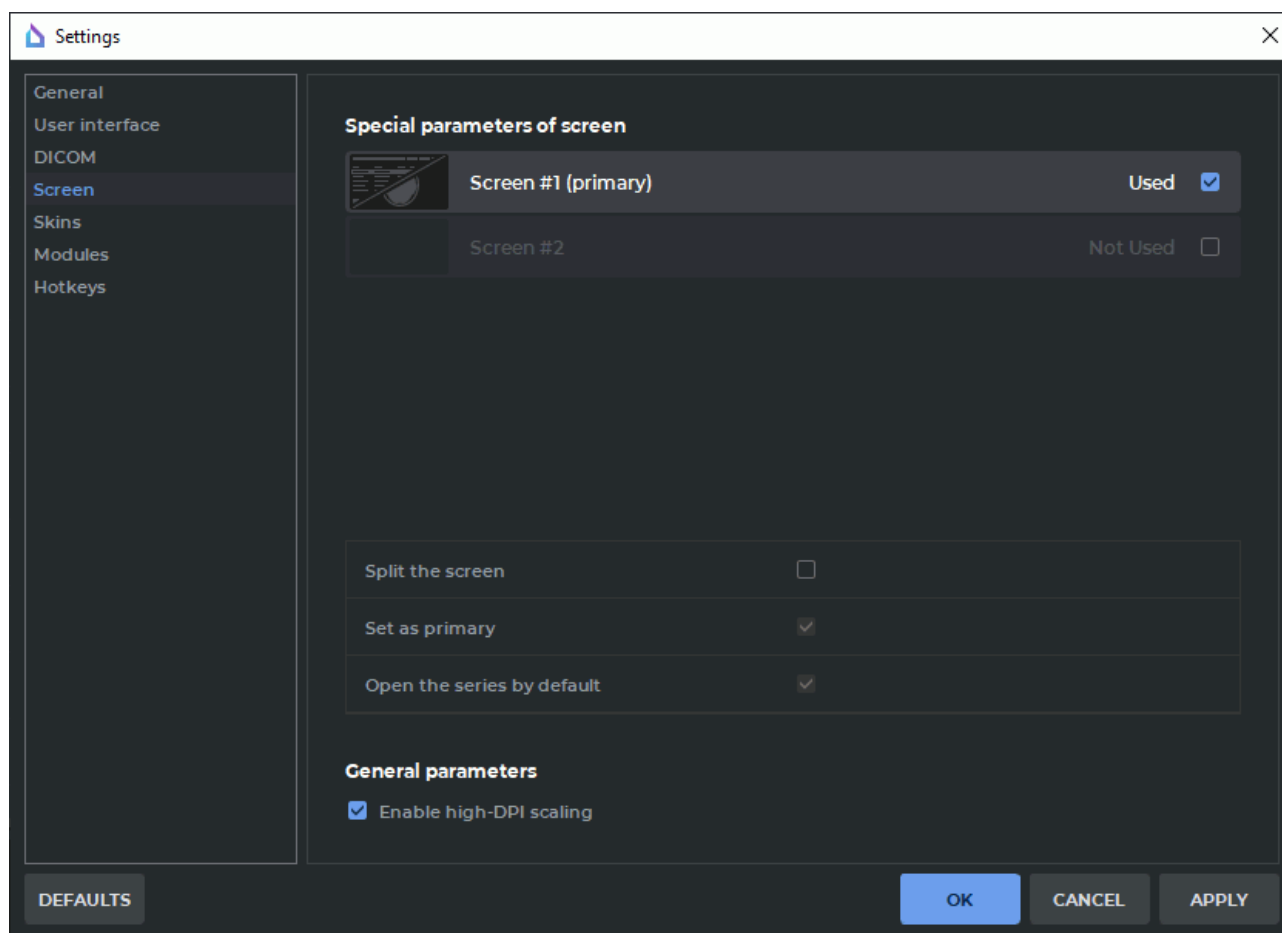 Settings
General
User interface
DICOM
Screen
Skins
Modules
Hotkeys
Special parameters of screen
Screen #1 (primary) Used
Screen #2 Not Used
Split the screen
Set as primary
Open the series by default
General parameters
Enable high-DPI scaling
DEFAULTS OK CANCEL APPLY